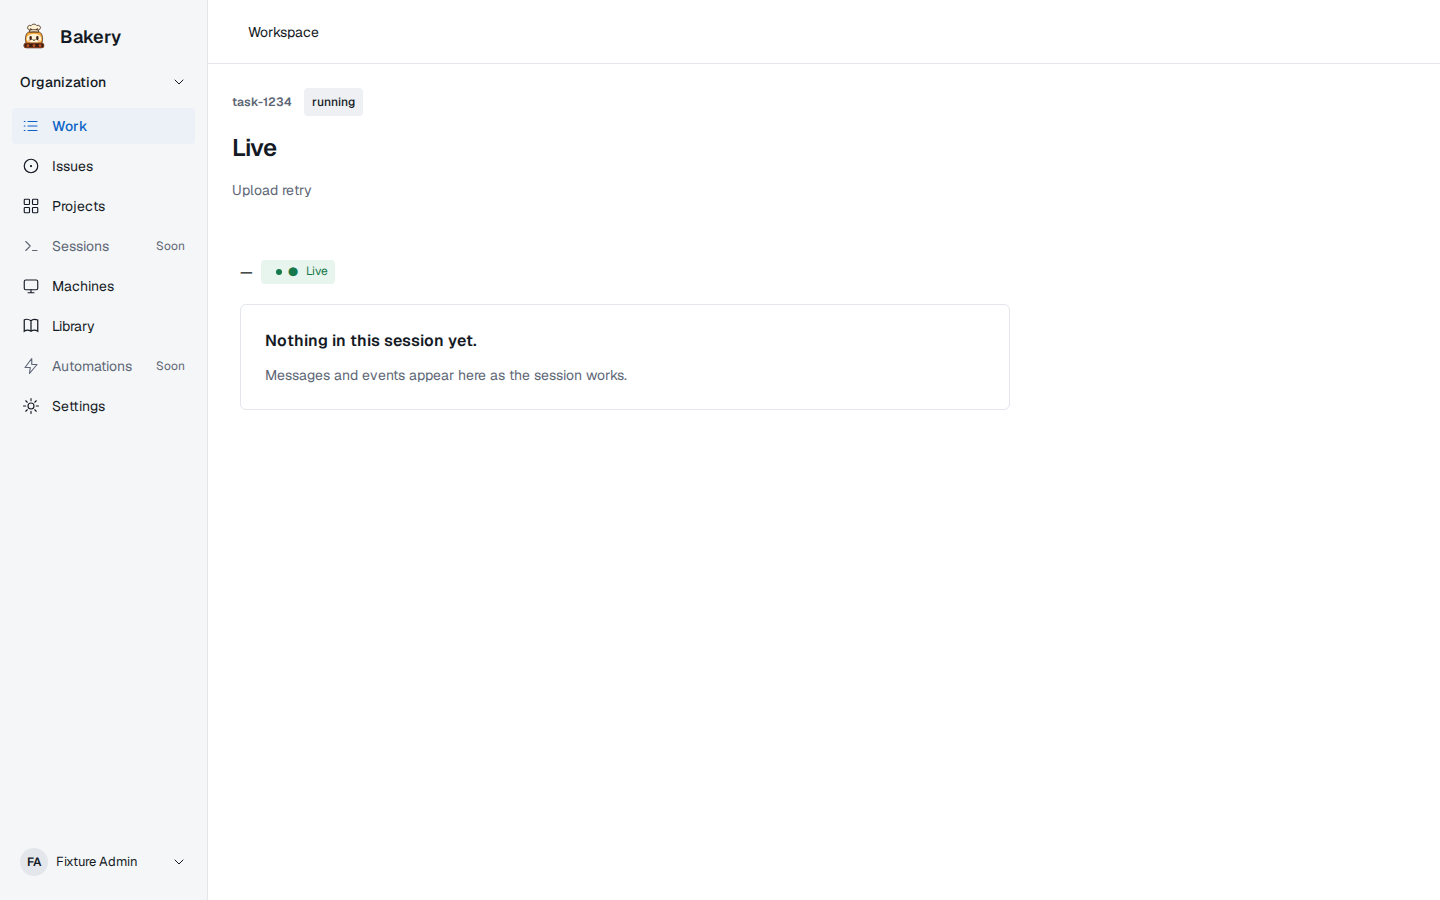 Bakery
Organization
Work
Issues
Projects
Sessions Soon
Machines
Library
Automations Soon
Settings
FA Fixture Admin
Workspace
task-1234 running
Live
Upload retry
— Live
Nothing in this session yet.
Messages and events appear here as the session works.